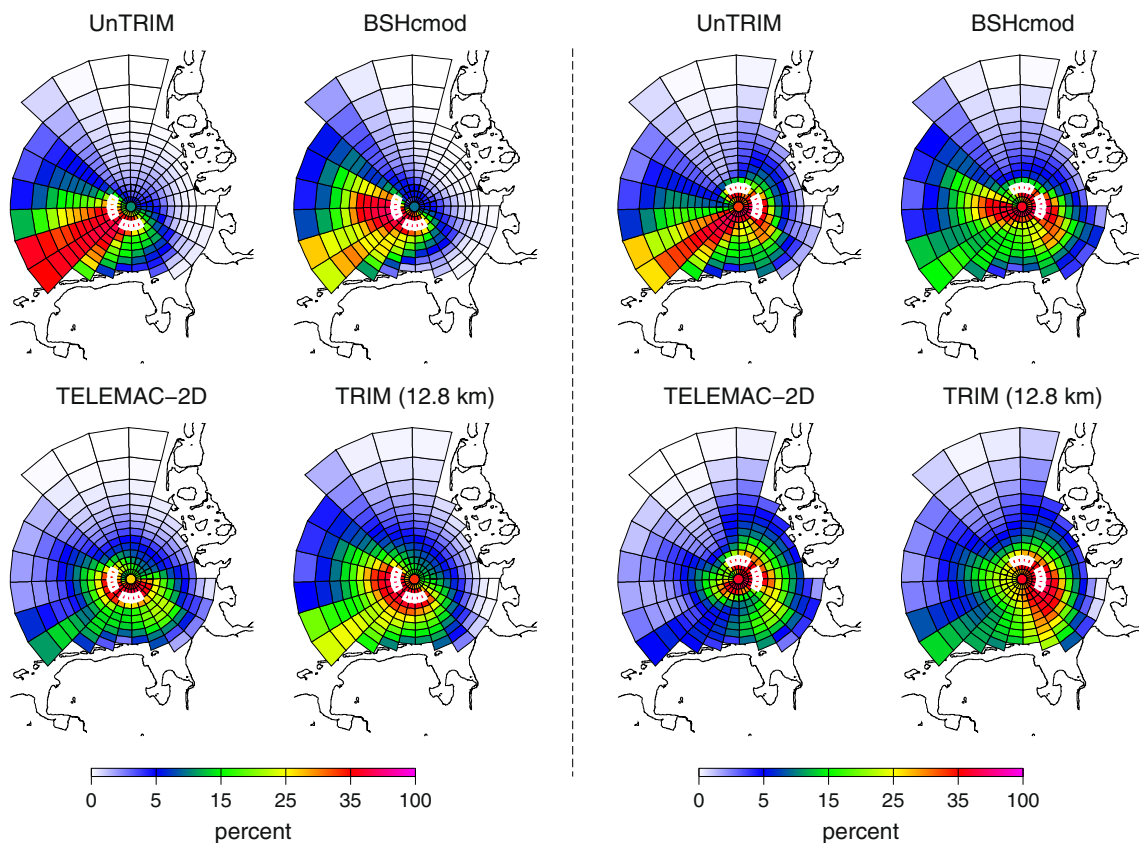 UnTRIM
BSHcmod
UnTRIM
BSHcmod
TELEMAC−2D
TRIM (12.8 km)
TELEMAC−2D
TRIM (12.8 km)
0 5 15 25 35 100
percent
0 5 15 25 35 100
percent